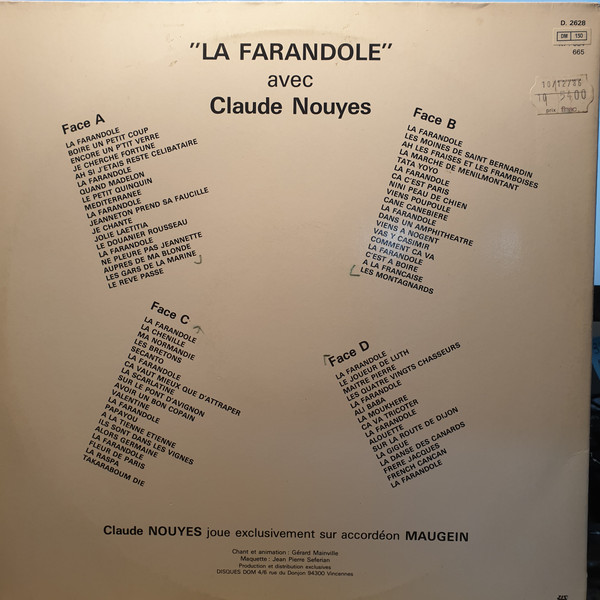 D. 2628
DM 150
665
"LA FARANDOLE"
avec
Claude Nouyes
10/12/86
Face A
LA FARANDOLE
BOIRE UN PETIT COUP
ENCORE UN P'TIT VERRE
JE CHERCHE FORTUNE
AH SI J'ETAIS RESTE CELIBATAIRE
LA FARANDOLE
QUAND MADELON
LE PETIT QUINQUIN
MEDITERRANEE
LA FARANDOLE
JEANNETON PREND SA FAUCILLE
JE CHANTE
JOLIE LAETITIA
LE DOUANIER ROUSSEAU
LA FARANDOLE
NE PLEURE PAS JEANNETTE
AUPRES DE MA BLONDE
LES GARS DE LA MARINE
LE REVE PASSE
Face B
LA FARANDOLE
LES MOINES DE SAINT BERNARDIN
AH LES FRAISES ET LES FRAMBOISES
LA MARCHE DE MENILMONTANT
TATA YOYO
LA FARANDOLE
CA C'EST PARIS
NINI PEAU DE CHIEN
VIENS POUPOULE
CANE CANEBIERE
LA FARANDOLE
DANS UN AMPHITHEATRE
VIENS A NOGENT
VAS Y CASIMIR
COMMENT CA VA
LA FARANDOLE
C'EST A BOIRE
A LA FRANCAISE
LES MONTAGNARDS
Face C
LA FARANDOLE
LA CHENILLE
MA NORMANDIE
LES BRETONS
SECANTO
LA FARANDOLE
CA VAUT MIEUX QUE D'ATTRAPER
LA SCARLATINE
SUR LE PONT D'AVIGNON
AVOIR UN BON COPAIN
VALENTINE
LA FARANDOLE
PAPAYOU
A LA TIENNE ETIENNE
ILS SONT DANS LES VIGNES
ALORS GERMAINE
LA FARANDOLE
FLEUR DE PARIS
LA RASPA
TAKARABOUM DIE
Face D
LA FARANDOLE
LE JOUEUR DE LUTH
MAITRE PIERRE
LES QUATRE VINGTS CHASSEURS
LA FARANDOLE
ALI BABA
LA MOUKHERE
CA VA TRICOTER
LA FARANDOLE
ALOUETTE
SUR LA ROUTE DE DIJON
LA GIGUE
LA DANSE DES CANARDS
FRERE JACQUES
FRENCH CANCAN
LA FARANDOLE
Claude NOUYES joue exclusivement sur accordéon MAUGEIN
Chant et animation : Gérard Mainville
Maquette : Jean Pierre Seferian
Production et distribution exclusives
DISQUES DOM 4/6 rue du Donjon 94300 Vincennes